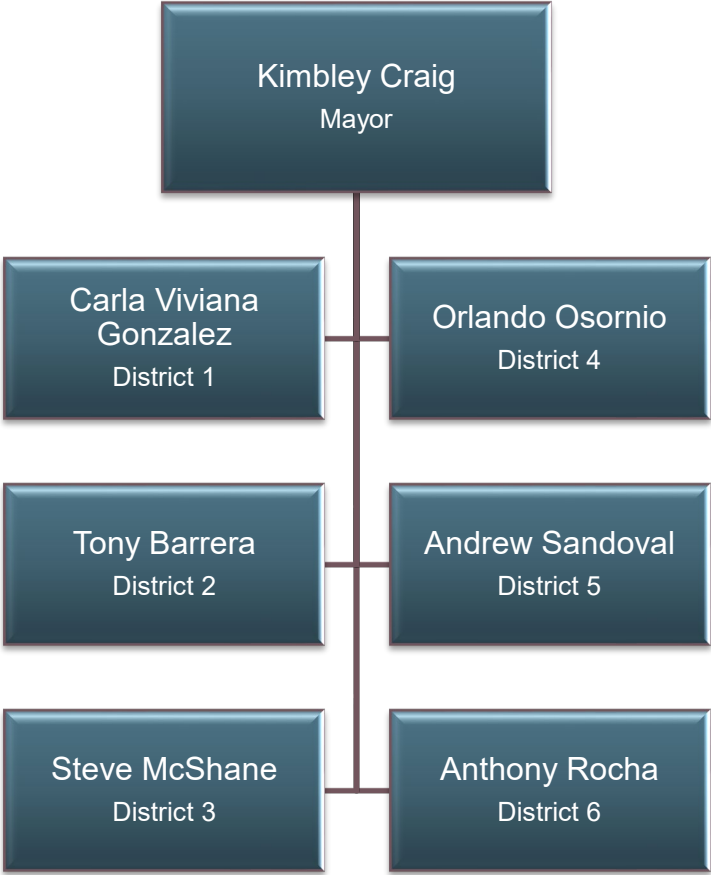 Kimbley Craig
Mayor
Carla Viviana
Gonzalez
District 1
Orlando Osornio
District 4
Tony Barrera
District 2
Andrew Sandoval
District 5
Steve McShane
District 3
Anthony Rocha
District 6